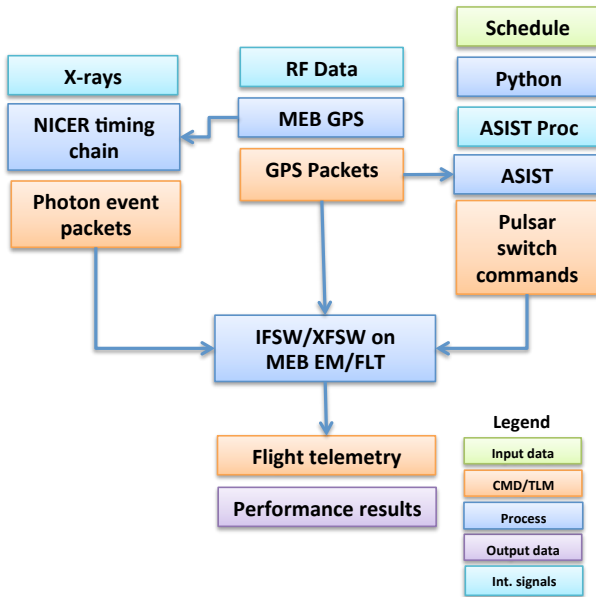 X-rays
NICER timing
chain
Photon event
packets
RF Data
MEB GPS
GPS Packets
Schedule
Python
ASIST Proc
ASIST
Pulsar
switch
commands
IFSW/XFSW on
MEB EM/FLT
Flight telemetry
Performance results
Legend
Input data
CMD/TLM
Process
Output data
Int. signals